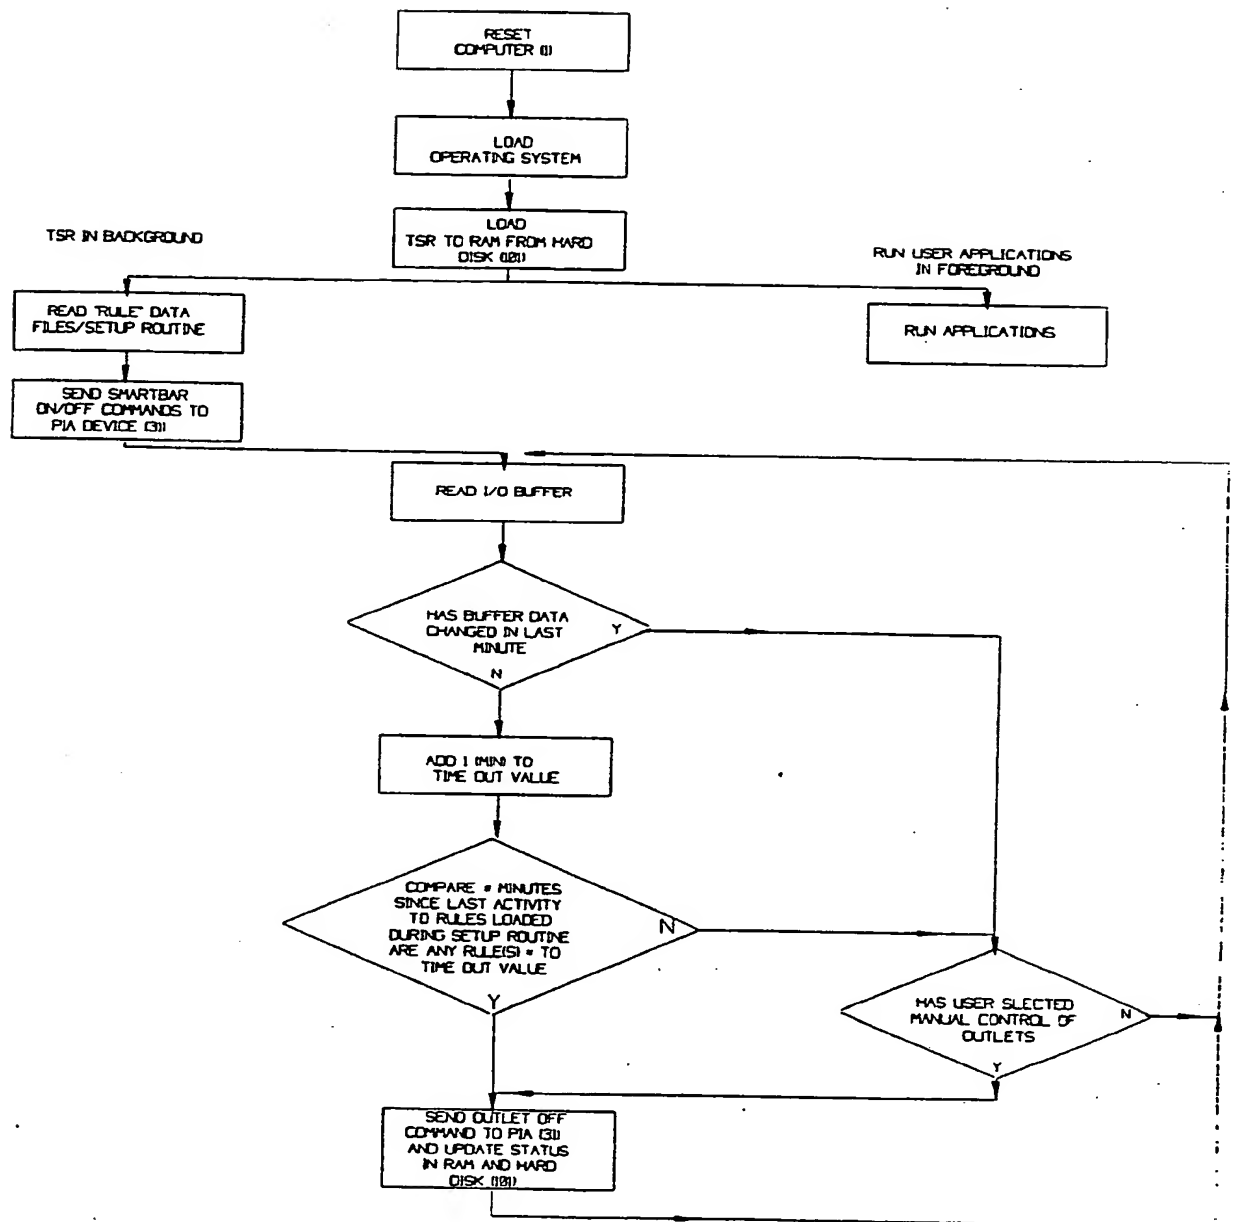 RESET
COMPUTER (1)
LOAD
OPERATING SYSTEM
LOAD
TSR TO RAM FROM HARD
DISK (101)
TSR IN BACKGROUND
RUN USER APPLICATIONS
IN FOREGROUND
READ "RULE" DATA
FILES/SETUP ROUTINE
RUN APPLICATIONS
SEND SMARTBAR
ON/OFF COMMANDS TO
PIA DEVICE (31)
READ I/O BUFFER
HAS BUFFER DATA
CHANGED IN LAST
MINUTE
Y
N
ADD 1 (MIN) TO
TIME OUT VALUE
COMPARE # MINUTES
SINCE LAST ACTIVITY
TO RULES LOADED
DURING SETUP ROUTINE
ARE ANY RULE(S) = TO
TIME OUT VALUE
N
Y
HAS USER SLECTED
MANUAL CONTROL OF
OUTLETS
N
Y
SEND OUTLET OFF
COMMAND TO PIA (31)
AND UPDATE STATUS
IN RAM AND HARD
DISK (101)